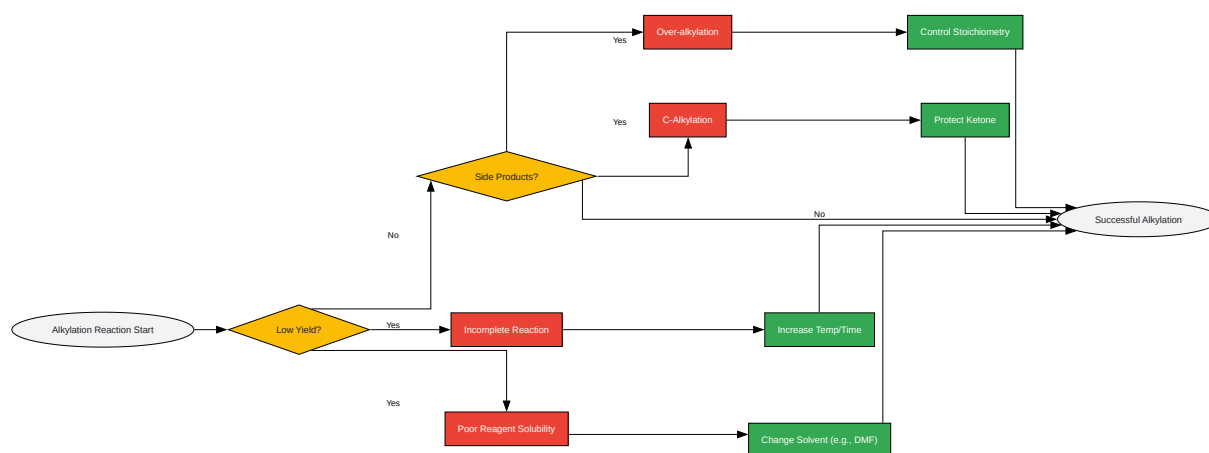 Yes
Over-alkylation
Control Stoichiometry
Yes
C-Alkylation
Protect Ketone
Side Products?
No
Successful Alkylation
No
Alkylation Reaction Start
Low Yield?
Yes
Incomplete Reaction
Increase Temp/Time
Yes
Poor Reagent Solubility
Change Solvent (e.g., DMF)